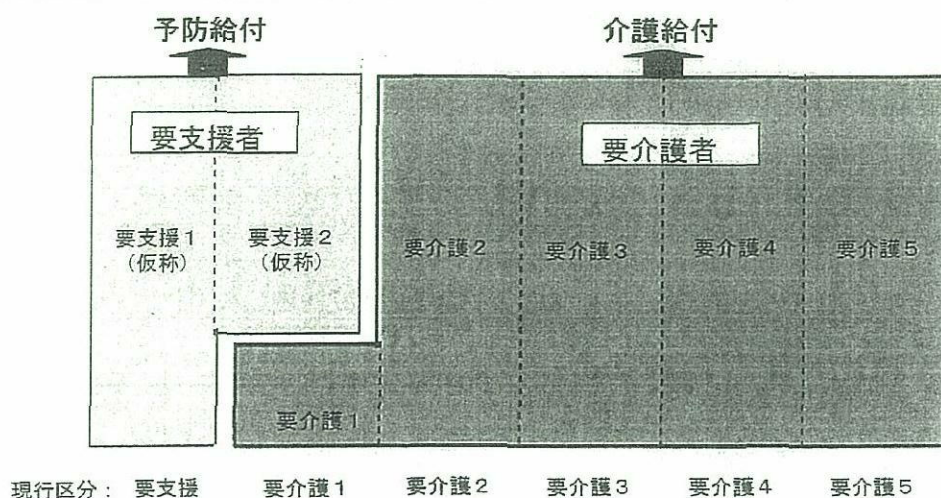 予防給付 介護給付
要支援者 要介護者
要支援1 要支援2 要介護2 要介護3 要介護4 要介護5
(仮称) (仮称)
要介護1
現行区分: 要支援 要介護1 要介護2 要介護3 要介護4 要介護5